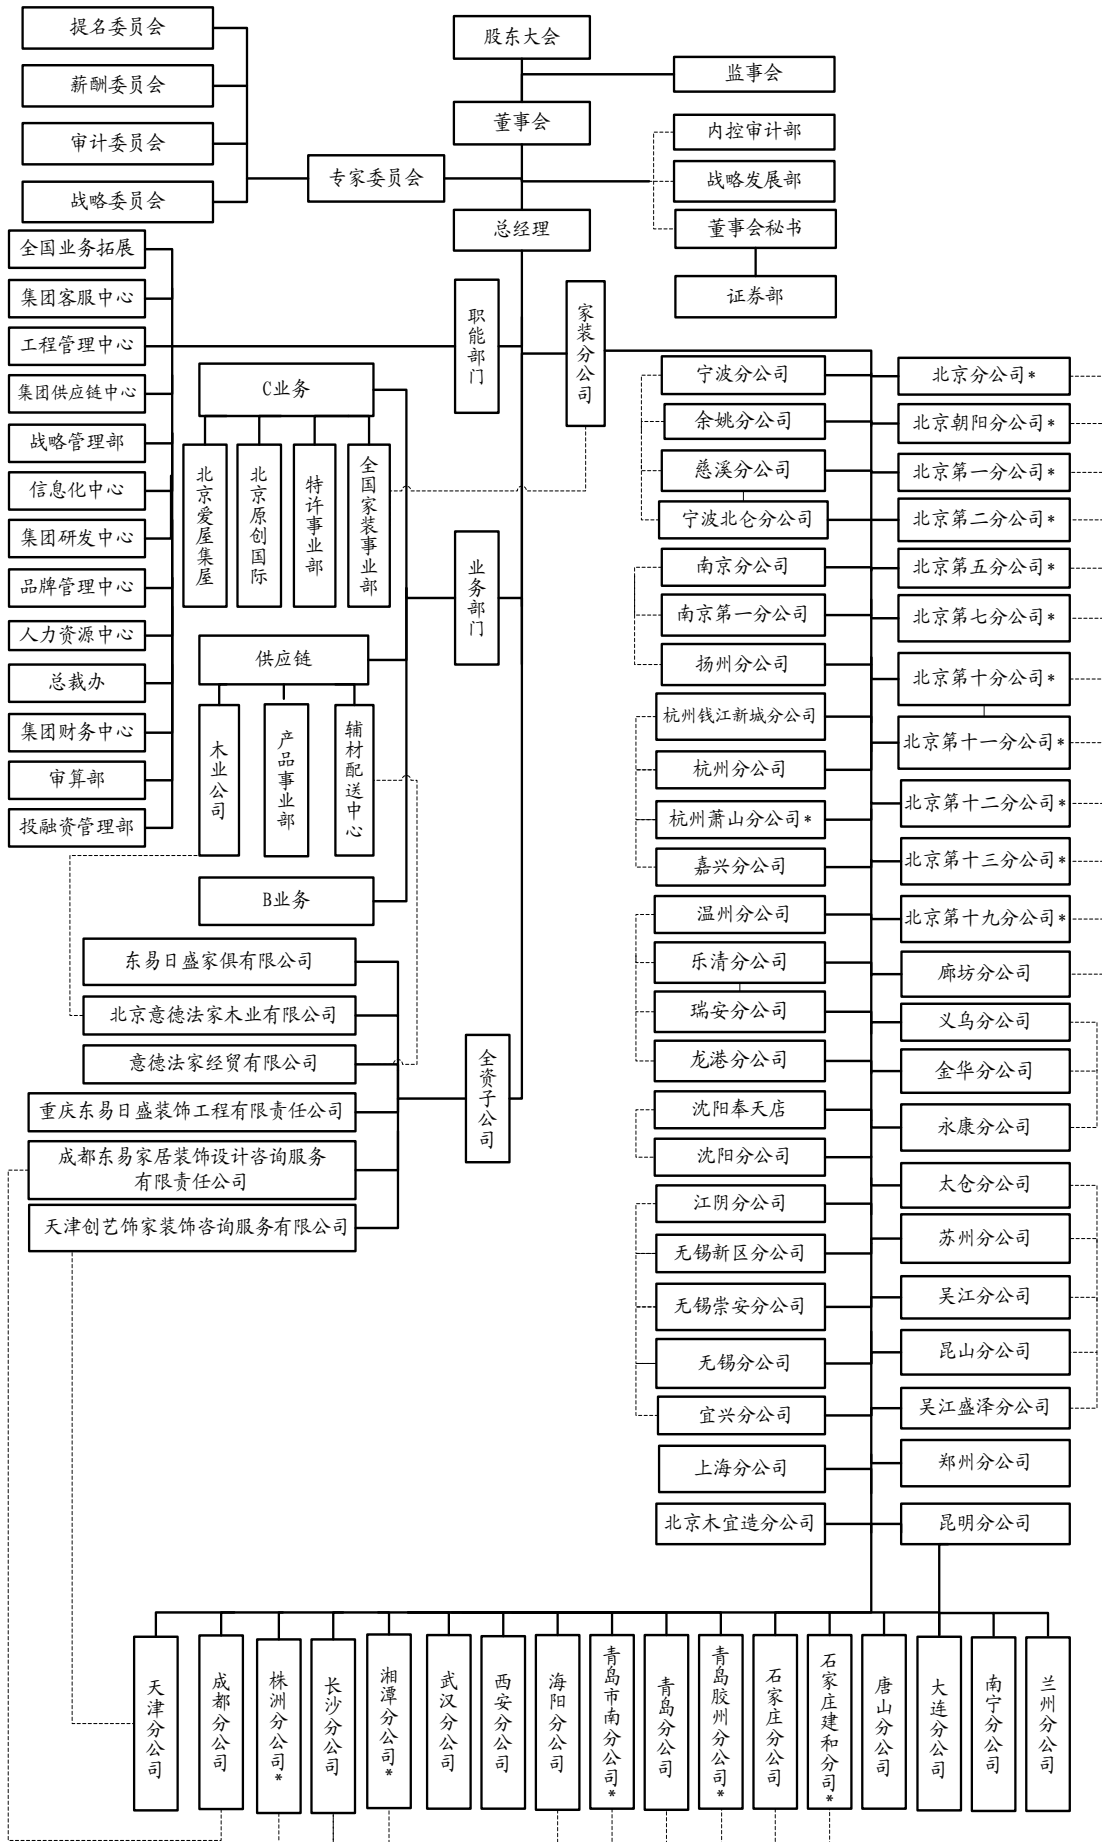 股东大会
监事会
董事会
提名委员会
薪酬委员会
审计委员会
战略委员会
专家委员会
内控审计部
战略发展部
董事会秘书
证券部
总经理
职能部门
全国业务拓展
集团客服中心
工程管理中心
集团供应链中心
战略管理部
信息化中心
集团研发中心
品牌管理中心
人力资源中心
总裁办
集团财务中心
审算部
投融资管理部
业务部门
C业务
北京爱屋集屋
北京原创国际
特许事业部
全国家装事业部
供应链
木业公司
产品事业部
辅材配送中心
B业务
全资子公司
东易日盛家俱有限公司
北京意德法家木业有限公司
意德法家经贸有限公司
重庆东易日盛装饰工程有限责任公司
成都东易家居装饰设计咨询服务
有限责任公司
天津创艺饰家装饰咨询服务有限公司
家装分公司
宁波分公司
余姚分公司
慈溪分公司
宁波北仑分公司
南京分公司
南京第一分公司
扬州分公司
杭州钱江新城分公司
杭州分公司
杭州萧山分公司*
嘉兴分公司
温州分公司
乐清分公司
瑞安分公司
龙港分公司
沈阳奉天店
沈阳分公司
江阴分公司
无锡新区分公司
无锡崇安分公司
无锡分公司
宜兴分公司
上海分公司
北京木宜造分公司
北京分公司*
北京朝阳分公司*
北京第一分公司*
北京第二分公司*
北京第五分公司*
北京第七分公司*
北京第十分公司*
北京第十一分公司*
北京第十二分公司*
北京第十三分公司*
北京第十九分公司*
廊坊分公司
义乌分公司
金华分公司
永康分公司
太仓分公司
苏州分公司
吴江分公司
昆山分公司
吴江盛泽分公司
郑州分公司
昆明分公司
天津分公司
成都分公司
株洲分公司*
长沙分公司
湘潭分公司*
武汉分公司
西安分公司
海阳分公司
青岛市南分公司*
青岛分公司
青岛胶州分公司*
石家庄分公司
石家庄建和分司*
唐山分公司
大连分公司
南宁分公司
兰州分公司